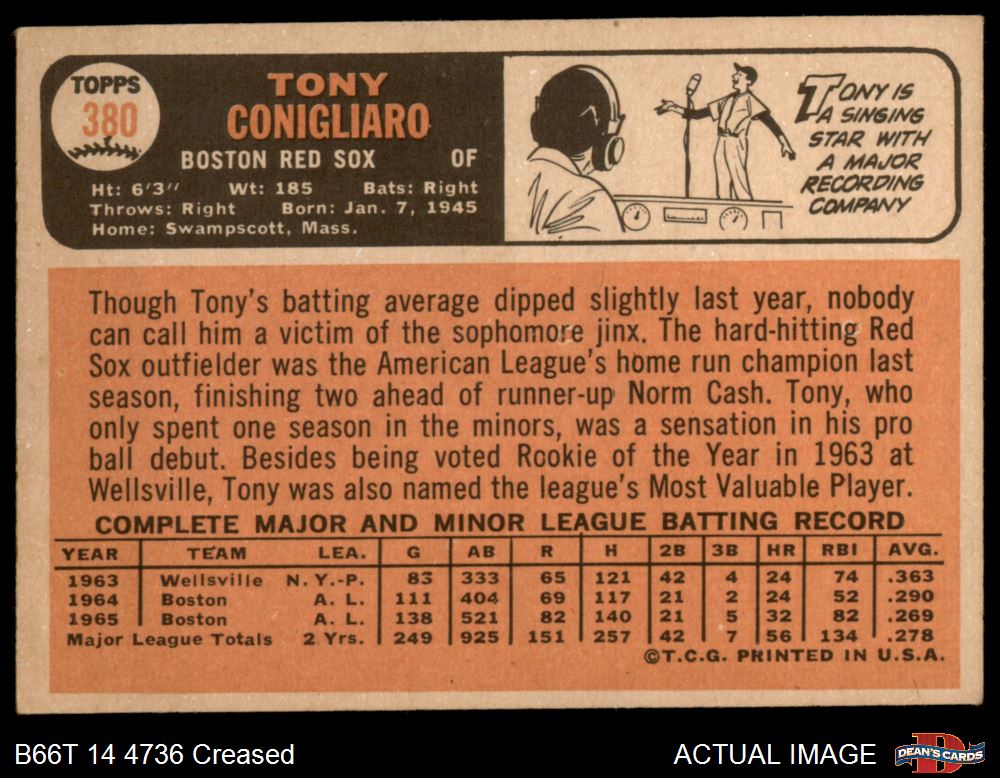 TOPPS
380
TONY
CONIGLIARO
BOSTON RED SOX OF
Ht: 6'3" Wt: 185 Bats: Right
Throws: Right Born: Jan. 7, 1945
Home: Swampscott, Mass.
TONY IS
A SINGING
STAR WITH
A MAJOR
RECORDING
COMPANY
Though Tony's batting average dipped slightly last year, nobody
can call him a victim of the sophomore jinx. The hard-hitting Red
Sox outfielder was the American League's home run champion last
season, finishing two ahead of runner-up Norm Cash. Tony, who
only spent one season in the minors, was a sensation in his pro
ball debut. Besides being voted Rookie of the Year in 1963 at
Wellsville, Tony was also named the league's Most Valuable Player.
COMPLETE MAJOR AND MINOR LEAGUE BATTING RECORD
YEAR TEAM LEA. G AB R H 2B 3B HR RBI AVG.
1963 Wellsville N. Y.-P. 83 333 65 121 42 4 24 74 .363
1964 Boston A. L. 111 404 69 117 21 2 24 52 .290
1965 Boston A. L. 138 521 82 140 21 5 32 82 .269
Major League Totals 2 Yrs. 249 925 151 257 42 7 56 134 .278
©T.C.G. PRINTED IN U.S.A.
B66T 14 4736 Creased
ACTUAL IMAGE
DEAN'S CARDS